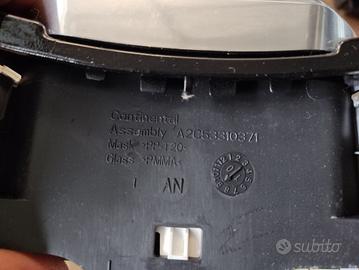 Continental
Assembly A2C53310371
Mask >PP-T20<
Glass >PMMA<
I AN
subito